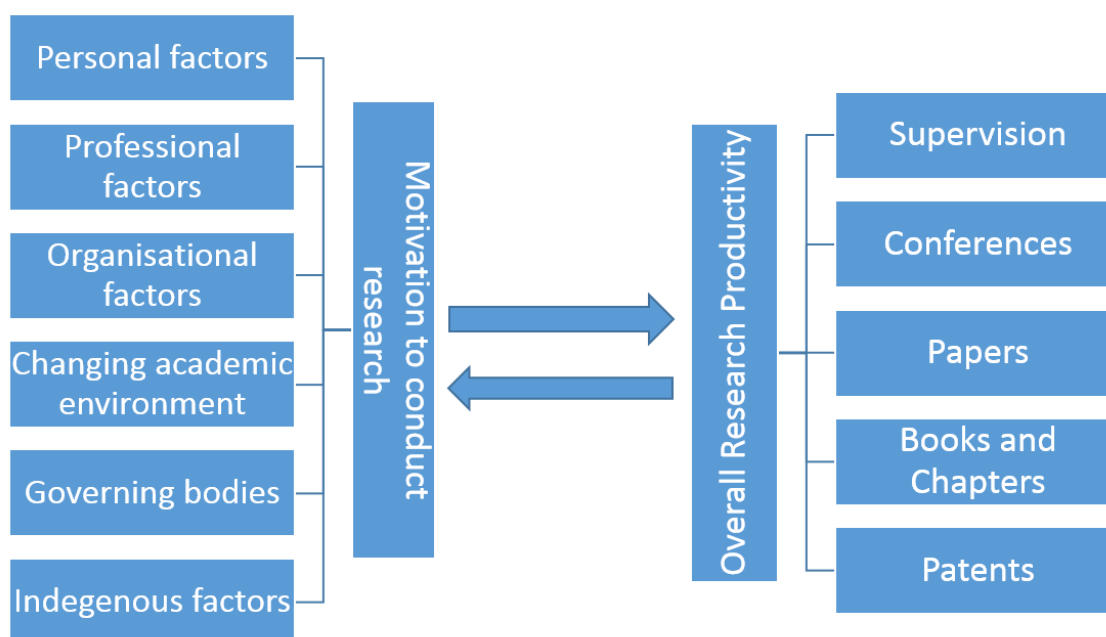 Personal factors
Professional
factors
Organisational
factors
Changing academic
environment
Governing bodies
Indegenous factors
Motivation to conduct
research
Overall Research Productivity
Supervision
Conferences
Papers
Books and
Chapters
Patents